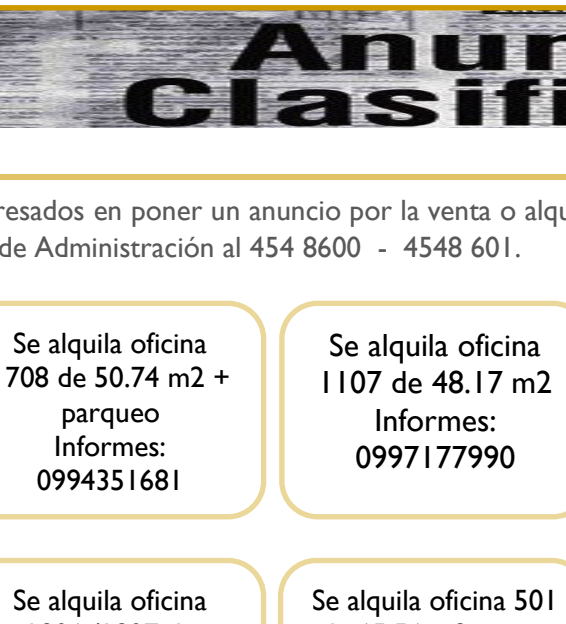 Anun
Clasifi
resados en poner un anuncio por la venta o alqu
de Administración al 454 8600 - 4548 601.
Se alquila oficina
708 de 50.74 m2 +
parqueo
Informes:
0994351681
Se alquila oficina
1107 de 48.17 m2
Informes:
0997177990
Se alquila oficina
Se alquila oficina 501